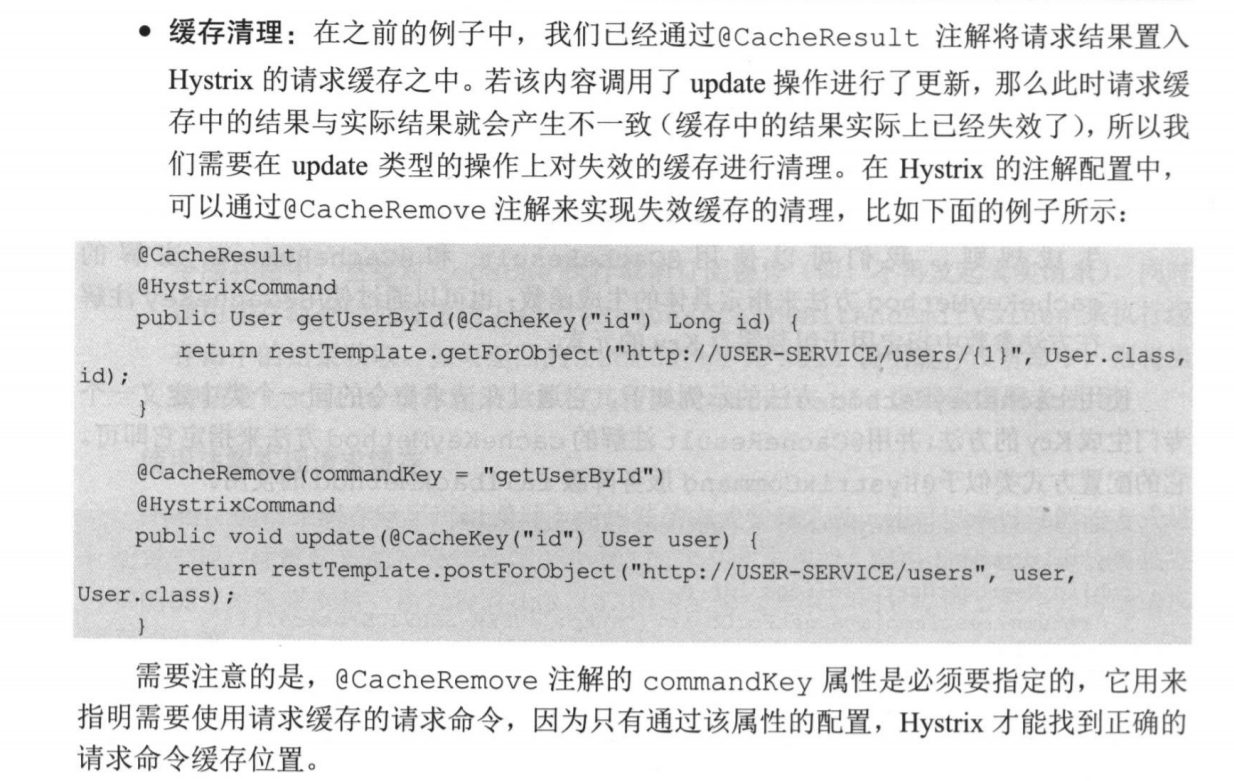 • 缓存清理：在之前的例子中，我们已经通过@CacheResult 注解将请求结果置入
Hystrix 的请求缓存之中。若该内容调用了 update 操作进行了更新，那么此时请求缓
存中的结果与实际结果就会产生不一致（缓存中的结果实际上已经失效了），所以我
们需要在 update 类型的操作上对失效的缓存进行清理。在 Hystrix 的注解配置中，
可以通过@CacheRemove 注解来实现失效缓存的清理，比如下面的例子所示：
@CacheResult
@HystrixCommand
public User getUserById(@CacheKey("id") Long id) {
return restTemplate.getForObject("http://USER-SERVICE/users/{1}", User.class,
id);
}
@CacheRemove(commandKey = "getUserById")
@HystrixCommand
public void update(@CacheKey("id") User user) {
return restTemplate.postForObject("http://USER-SERVICE/users", user,
User.class);
}
需要注意的是，@CacheRemove 注解的 commandKey 属性是必须要指定的，它用来
指明需要使用请求缓存的请求命令，因为只有通过该属性的配置，Hystrix 才能找到正确的
请求命令缓存位置。